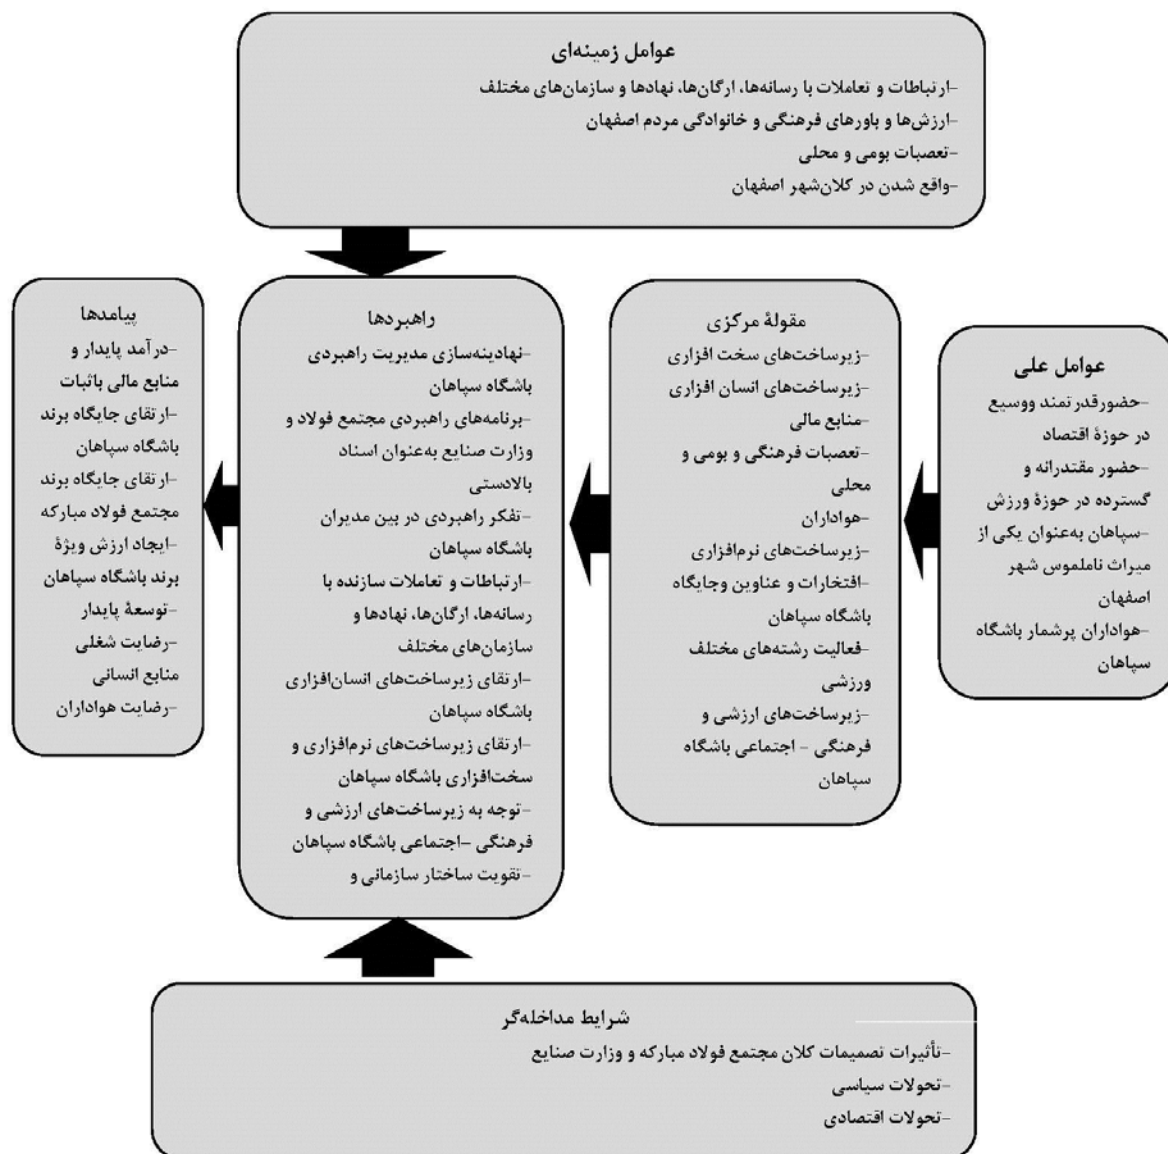 عوامل زمینه‌ای
-ارتباطات و تعاملات با رسانه‌ها، ارگان‌ها، نهادها و سازمان‌های مختلف
-ارزش‌ها و باورهای فرهنگی و خانوادگی مردم اصفهان
-تعصبات بومی و محلی
-واقع شدن در کلان‌شهر اصفهان
عوامل علی
-حضورقدرتمند ووسیع
در حوزهٔ اقتصاد
-حضور مقتدرانه و
گسترده در حوزهٔ ورزش
-سپاهان به‌عنوان یکی از
میراث ناملموس شهر
اصفهان
-هواداران پرشمار باشگاه
سپاهان
مقولهٔ مرکزی
-زیرساخت‌های سخت افزاری
-زیرساخت‌های انسان افزاری
-منابع مالی
-تعصبات فرهنگی و بومی و
محلی
-هواداران
-زیرساخت‌های نرم‌افزاری
-افتخارات و عناوین وجایگاه
باشگاه سپاهان
-فعالیت رشته‌های مختلف
ورزشی
-زیرساخت‌های ارزشی و
فرهنگی – اجتماعی باشگاه
سپاهان
راهبردها
-نهادینه‌سازی مدیریت راهبردی
باشگاه سپاهان
-برنامه‌های راهبردی مجتمع فولاد و
وزارت صنایع به‌عنوان اسناد
بالادستی
-تفکر راهبردی در بین مدیران
باشگاه سپاهان
-ارتباطات و تعاملات سازنده با
رسانه‌ها، ارگان‌ها، نهادها و
سازمان‌های مختلف
-ارتقای زیرساخت‌های انسان‌افزاری
باشگاه سپاهان
-ارتقای زیرساخت‌های نرم‌افزاری و
سخت‌افزاری باشگاه سپاهان
-توجه به زیرساخت‌های ارزشی و
فرهنگی –اجتماعی باشگاه سپاهان
-تقویت ساختار سازمانی و
پیامدها
-درآمد پایدار و
منابع مالی باثبات
-ارتقای جایگاه برند
باشگاه سپاهان
-ارتقای جایگاه برند
مجتمع فولاد مبارکه
-ایجاد ارزش ویژهٔ
برند باشگاه سپاهان
-توسعهٔ پایدار
-رضایت شغلی
منابع انسانی
-رضایت هواداران
شرایط مداخله‌گر
-تأثیرات تصمیمات کلان مجتمع فولاد مبارکه و وزارت صنایع
-تحولات سیاسی
-تحولات اقتصادی